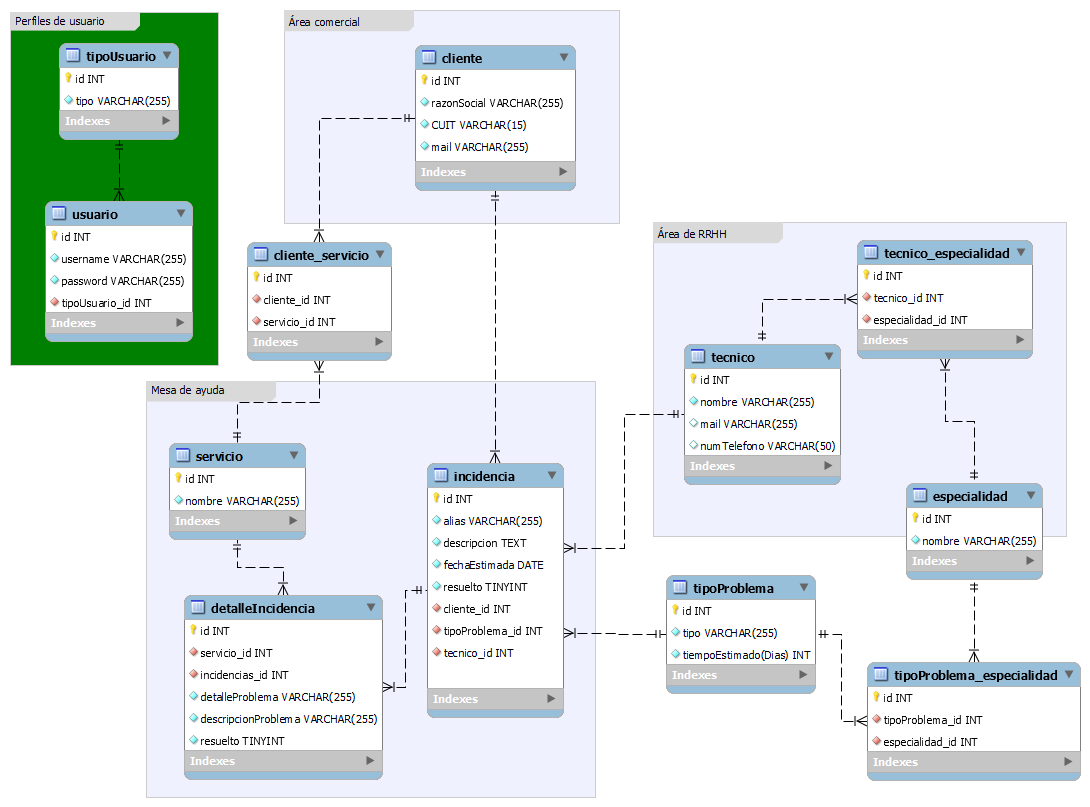 Perfiles de usuario
tipoUsuario
id INT
tipo VARCHAR(255)
Indexes
usuario
id INT
username VARCHAR(255)
password VARCHAR(255)
tipoUsuario_id INT
Indexes
Área comercial
cliente
id INT
razonSocial VARCHAR(255)
CUIT VARCHAR(15)
mail VARCHAR(255)
Indexes
cliente_servicio
id INT
cliente_id INT
servicio_id INT
Indexes
Mesa de ayuda
servicio
id INT
nombre VARCHAR(255)
Indexes
detalleIncidencia
id INT
servicio_id INT
incidencias_id INT
detalleProblema VARCHAR(255)
descripcionProblema VARCHAR(255)
resuelto TINYINT
Indexes
incidencia
id INT
alias VARCHAR(255)
descripcion TEXT
fechaEstimada DATE
resuelto TINYINT
cliente_id INT
tipoProblema_id INT
tecnico_id INT
Indexes
Área de RRHH
tecnico_especialidad
id INT
tecnico_id INT
especialidad_id INT
Indexes
tecnico
id INT
nombre VARCHAR(255)
mail VARCHAR(255)
numTelefono VARCHAR(50)
Indexes
especialidad
id INT
nombre VARCHAR(255)
Indexes
tipoProblema
id INT
tipo VARCHAR(255)
tiempoEstimado(Dias) INT
Indexes
tipoProblema_especialidad
id INT
tipoProblema_id INT
especialidad_id INT
Indexes